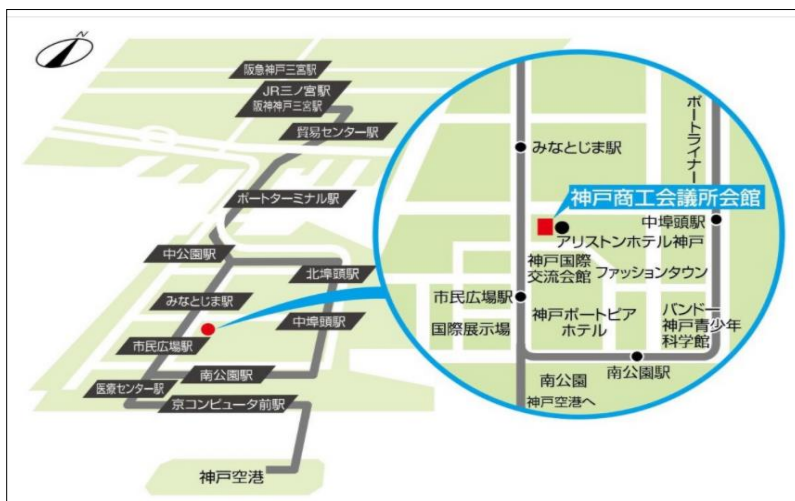 N
阪急神戸三宮駅
JR三ノ宮駅
阪神神戸三宮駅
貿易センター駅
ポートターミナル駅
中公園駅
北埠頭駅
みなとじま駅
中埠頭駅
市民広場駅
南公園駅
医療センター駅
京コンピュータ前駅
神戸空港
ポートライナー
みなとじま駅
神戸商工会議所会館
中埠頭駅
アリストンホテル神戸
神戸国際
交流会館
ファッションタウン
市民広場駅
国際展示場
神戸ポートピア
ホテル
バンドー
神戸青少年
科学館
南公園駅
南公園
神戸空港へ